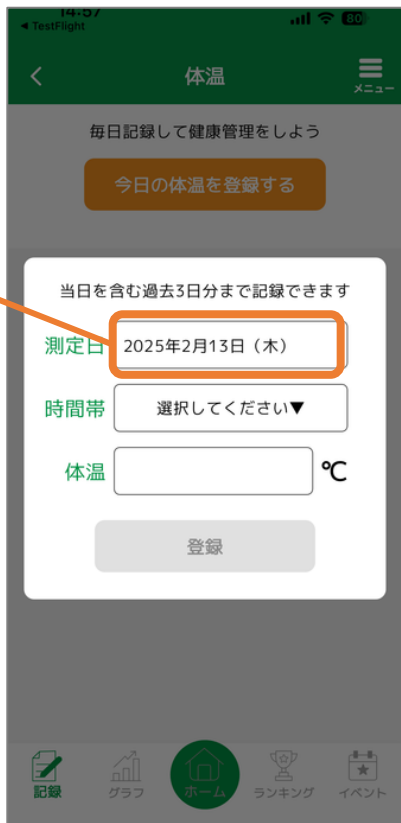 14:57
◀ TestFlight
80
体温
メニュー
毎日記録して健康管理をしよう
今日の体温を登録する
当日を含む過去3日分まで記録できます
測定日 2025年2月13日（木）
時間帯 選択してください▼
体温 ℃
登録
記録 グラフ ホーム ランキング イベント